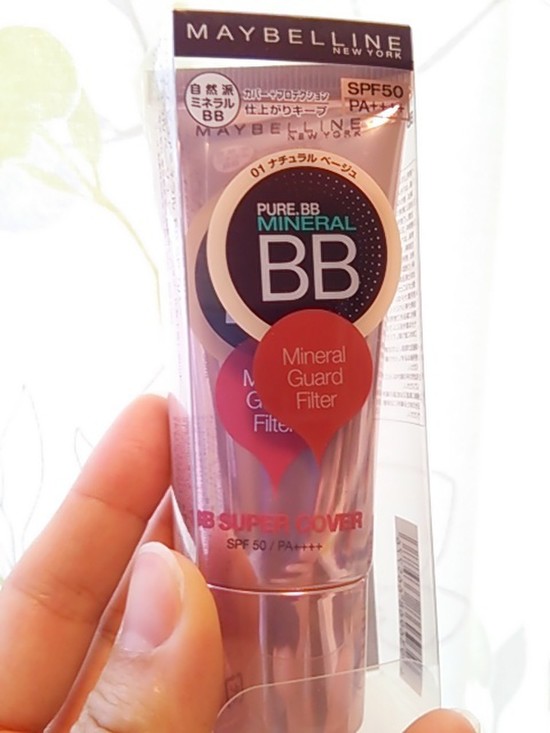 MAYBELLINE
NEW YORK
自然派
ミネラル
BB
カバー+プロテクション
仕上がりキープ
SPF50
PA++++
MAYBELLINE
NEW YORK
01 ナチュラル ベージュ
PURE.BB
MINERAL
BB
Mineral
Guard
Filter
Filter
BB SUPER COVER
SPF 50 / PA++++